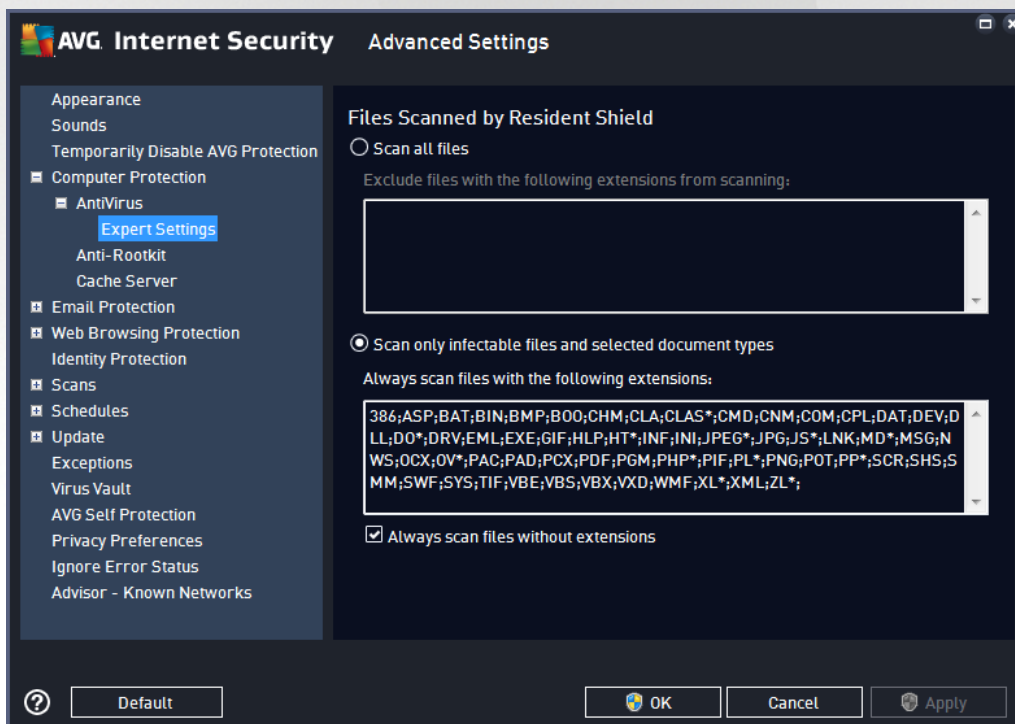 AVG. Internet Security Advanced Settings
Appearance
Sounds
Temporarily Disable AVG Protection
Computer Protection
AntiVirus
Expert Settings
Anti-Rootkit
Cache Server
Email Protection
Web Browsing Protection
Identity Protection
Scans
Schedules
Update
Exceptions
Virus Vault
AVG Self Protection
Privacy Preferences
Ignore Error Status
Advisor - Known Networks
Files Scanned by Resident Shield
Scan all files
Exclude files with the following extensions from scanning:
Scan only infectable files and selected document types
Always scan files with the following extensions:
386;ASP;BAT;BIN;BMP;BOO;CHM;CLA;CLAS*;CMD;CNM;COM;CPL;DAT;DEV;D
LL;DO*;DRV;EML;EXE;GIF;HLP;HT*;INF;INI;JPEG*;JPG;JS*;LNK;MD*;MSG;N
WS;OCX;OV*;PAC;PAD;PCX;PDF;PGM;PHP*;PIF;PL*;PNG;POT;PP*;SCR;SHS;S
MM;SWF;SYS;TIF;VBE;VBS;VBX;VXD;WMF;XL*;XML;ZL*;
Always scan files without extensions
? Default OK Cancel Apply